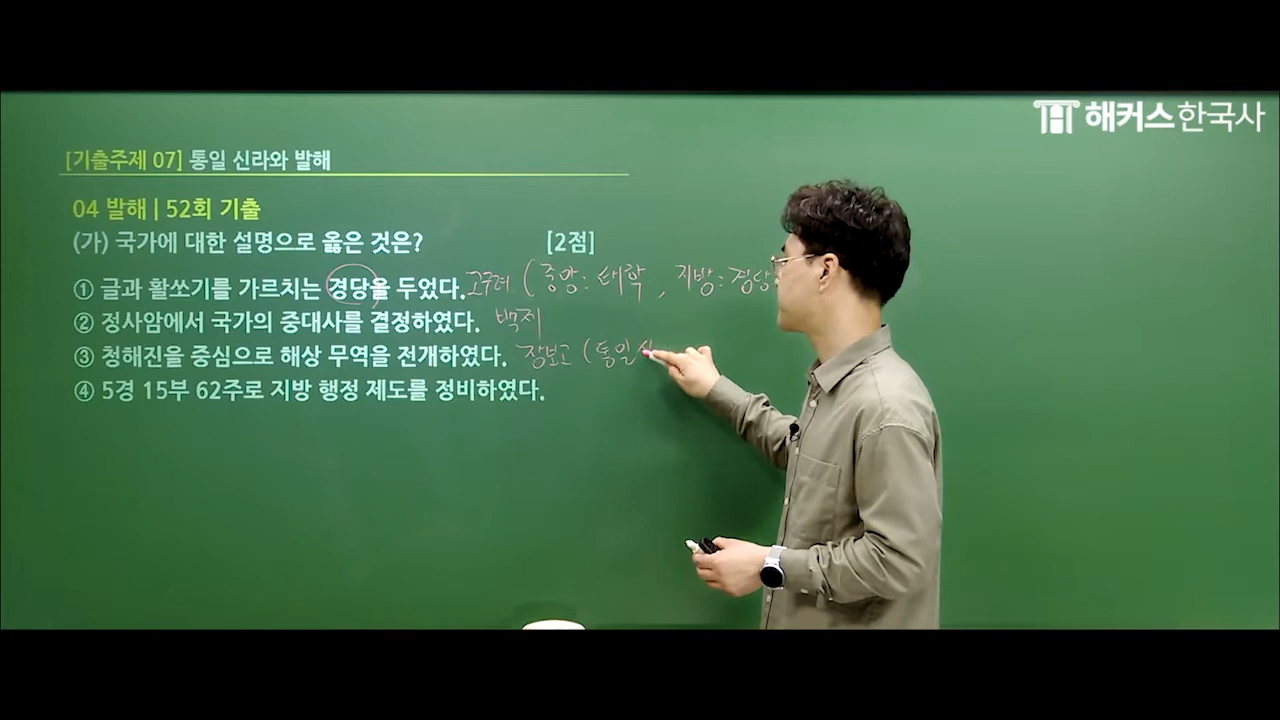 해커스한국사
[기출주제 07] 통일 신라와 발해
04 발해 | 52회 기출
(가) 국가에 대한 설명으로 옳은 것은? [2점]
① 글과 활쏘기를 가르치는 경당을 두었다. 고구려 (중앙: 태학, 지방: 경당
② 정사암에서 국가의 중대사를 결정하였다. 백제
③ 청해진을 중심으로 해상 무역을 전개하였다. 장보고 (통일
④ 5경 15부 62주로 지방 행정 제도를 정비하였다.